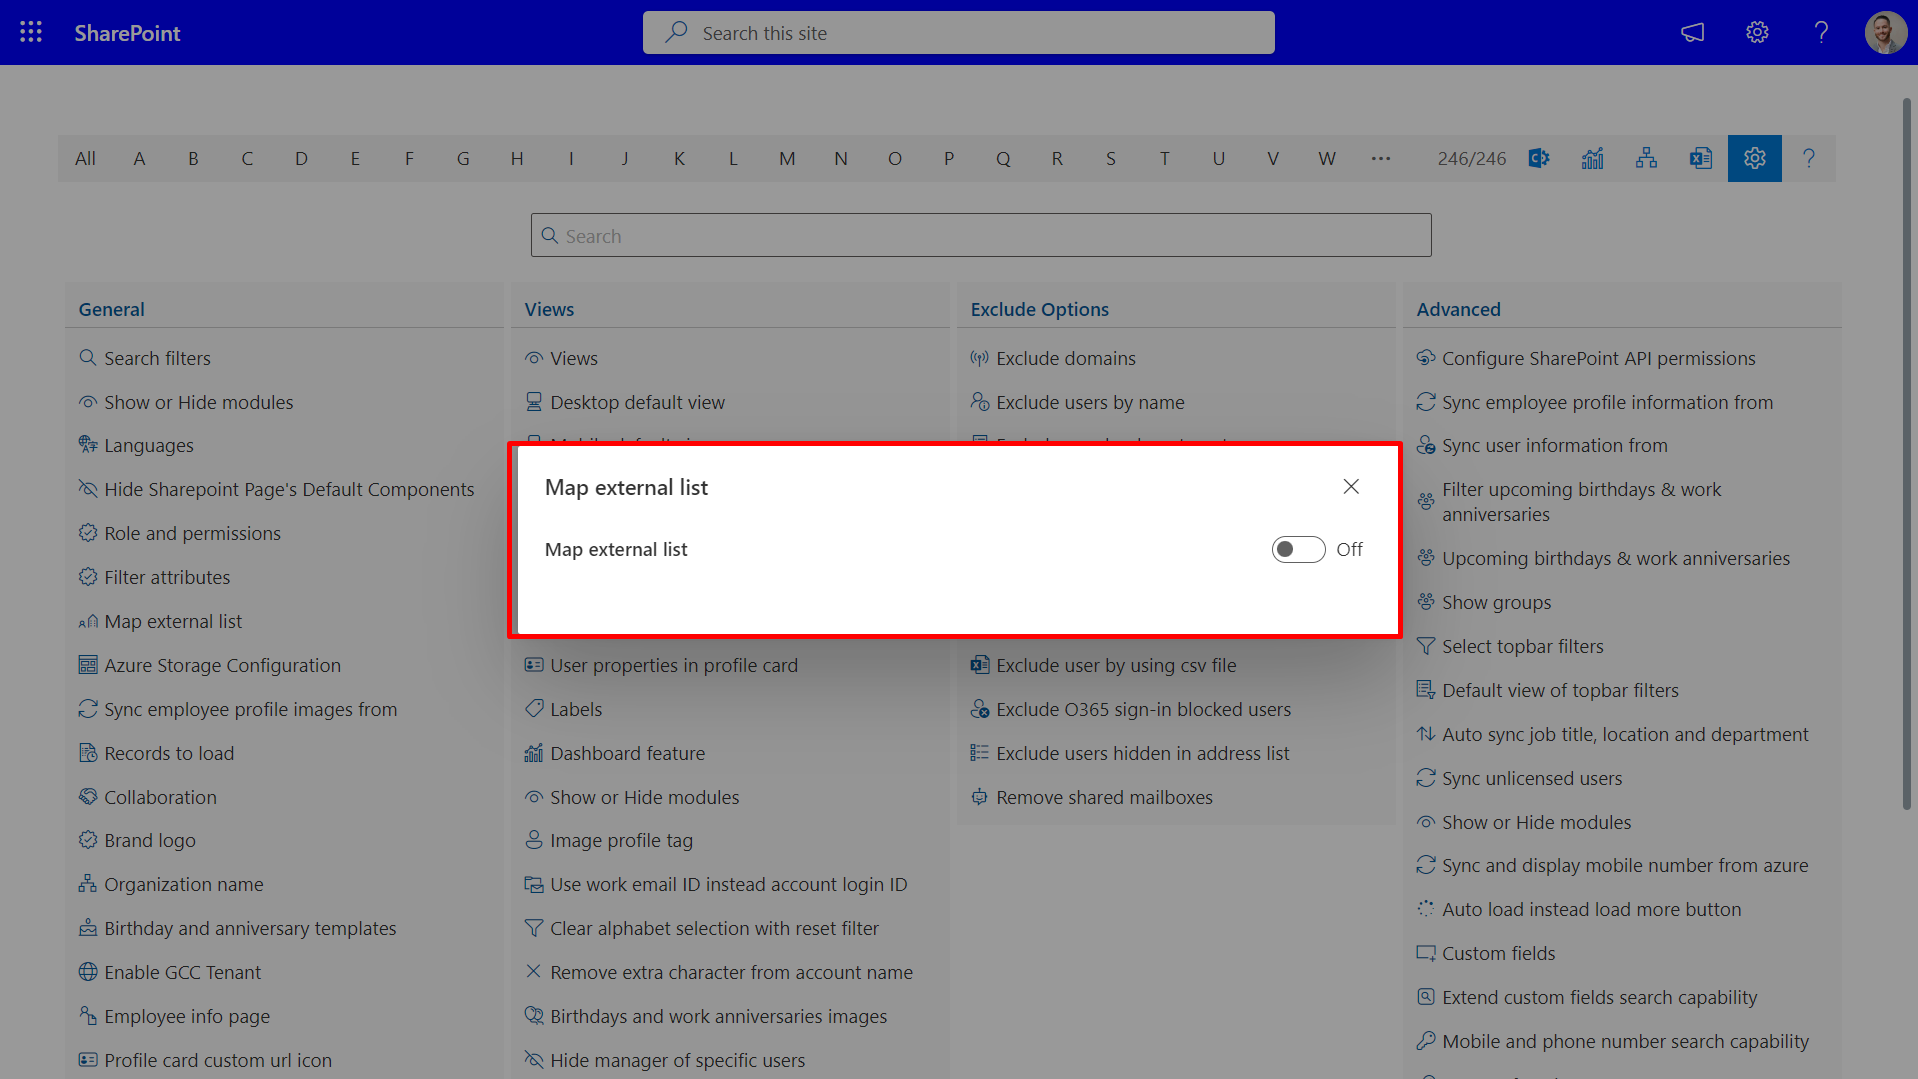 SharePoint
Search this site
All A B C D E F G H I J K L M N O P Q R S T U V W ... 246/246
Search
General
Search filters
Show or Hide modules
Languages
Hide Sharepoint Page's Default Components
Role and permissions
Filter attributes
Map external list
Azure Storage Configuration
Sync employee profile images from
Records to load
Collaboration
Brand logo
Organization name
Birthday and anniversary templates
Enable GCC Tenant
Employee info page
Profile card custom url icon
Views
Views
Desktop default view
Map external list
Map external list
Off
User properties in profile card
Labels
Dashboard feature
Show or Hide modules
Image profile tag
Use work email ID instead account login ID
Clear alphabet selection with reset filter
Remove extra character from account name
Birthdays and work anniversaries images
Hide manager of specific users
Exclude Options
Exclude domains
Exclude users by name
Exclude user by using csv file
Exclude O365 sign-in blocked users
Exclude users hidden in address list
Remove shared mailboxes
Advanced
Configure SharePoint API permissions
Sync employee profile information from
Sync user information from
Filter upcoming birthdays & work
anniversaries
Upcoming birthdays & work anniversaries
Show groups
Select topbar filters
Default view of topbar filters
Auto sync job title, location and department
Sync unlicensed users
Show or Hide modules
Sync and display mobile number from azure
Auto load instead load more button
Custom fields
Extend custom fields search capability
Mobile and phone number search capability